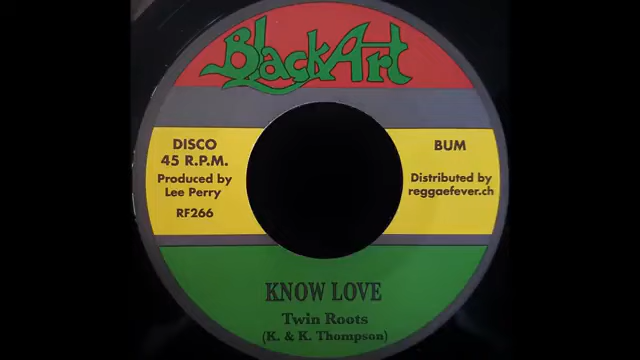 BlackArt
DISCO
45 R.P.M.
Produced by
Lee Perry
RF266
BUM
Distributed by
reggaefever.ch
KNOW LOVE
Twin Roots
(K. & K. Thompson)